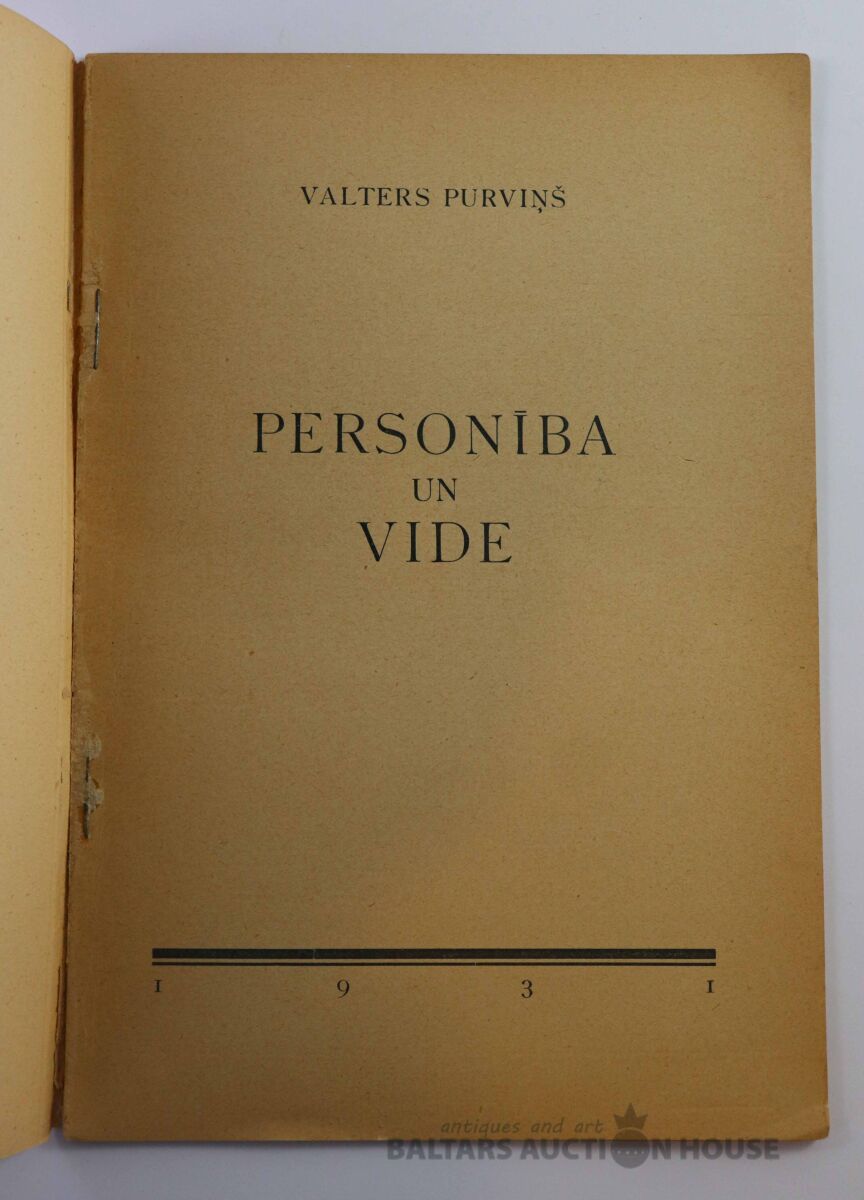 VALTERS PURVIŅŠ
PERSONĪBA
UN
VIDE
1 9 3 1
antiques and art
BALTARS AUCTION HOUSE